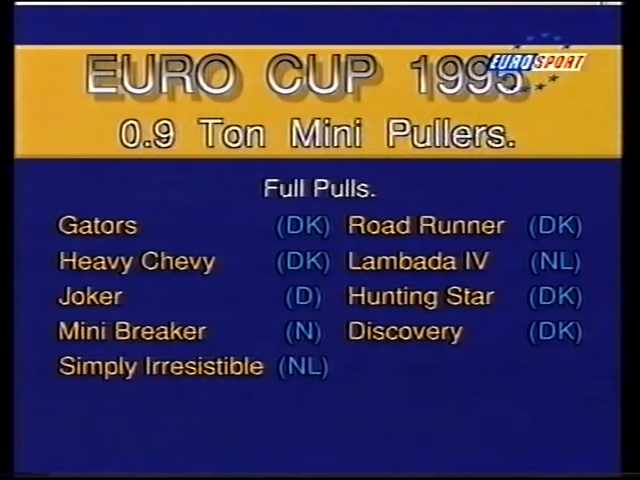 EURO CUP 1995
EUROSPORT
0.9 Ton Mini Pullers.
Full Pulls.
Gators (DK) Road Runner (DK)
Heavy Chevy (DK) Lambada IV (NL)
Joker (D) Hunting Star (DK)
Mini Breaker (N) Discovery (DK)
Simply Irresistible (NL)